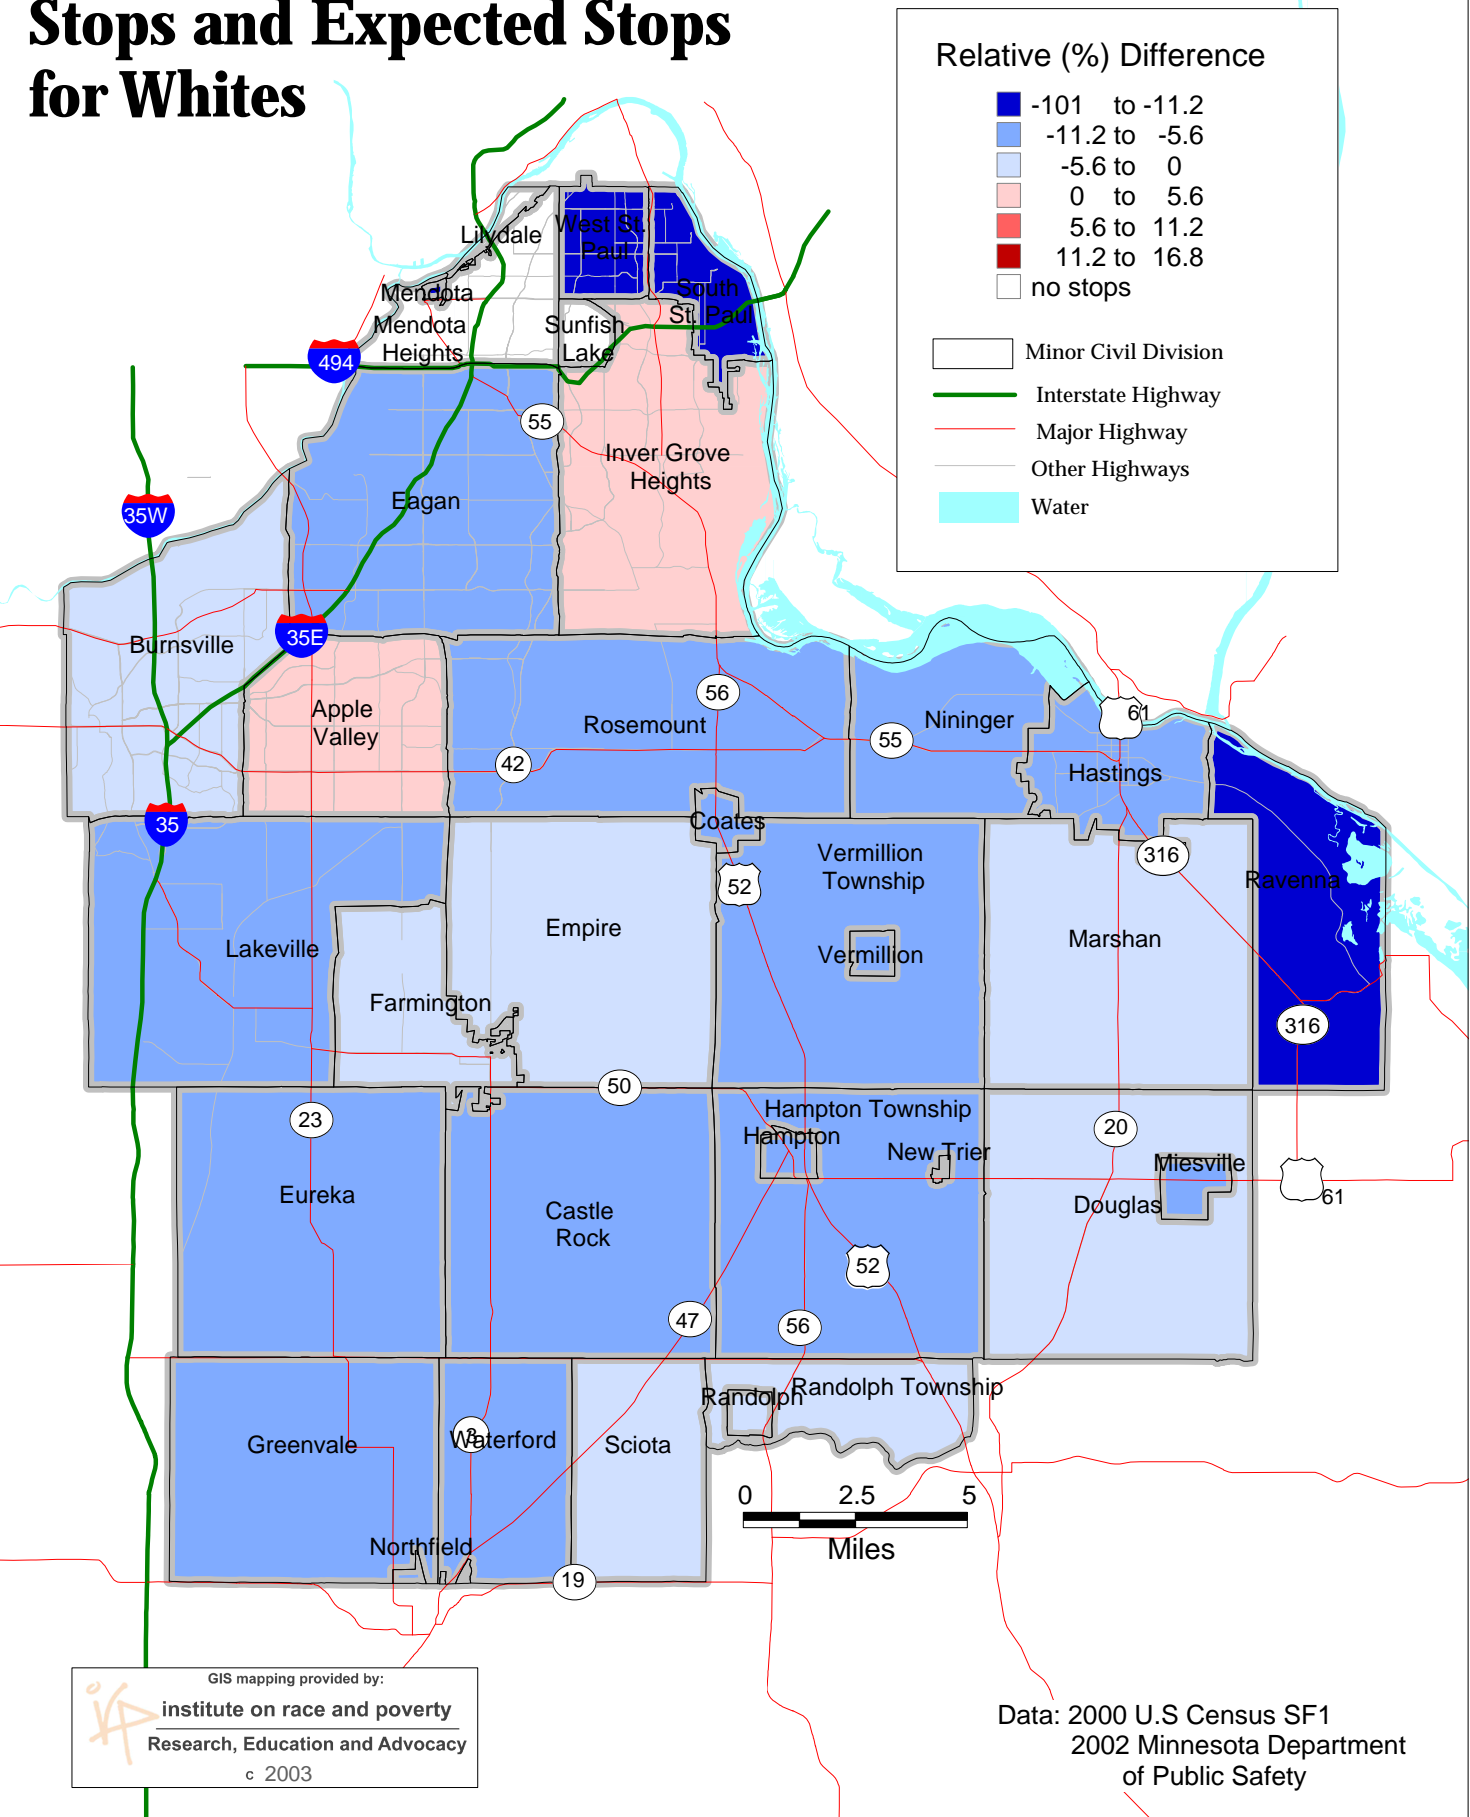 Stops and Expected Stops
for Whites
Relative (%) Difference
-101 to -11.2
-11.2 to -5.6
-5.6 to 0
0 to 5.6
5.6 to 11.2
11.2 to 16.8
no stops
Minor Civil Division
Interstate Highway
Major Highway
Other Highways
Water
Lilydale
West St.
Paul
Mendota
South
St. Paul
Mendota
Heights
Sunfish
Lake
494
55
Inver Grove
Heights
Eagan
35W
Burnsville
35E
Apple
Valley
Rosemount
56
42
55
Nininger
61
Hastings
35
Coates
316
52
Vermillion
Township
Ravenna
Empire
Marshan
Lakeville
Vermillion
Farmington
316
50
23
Hampton Township
Hampton
New Trier
20
Miesville
61
Eureka
Castle
Rock
Douglas
52
47
56
Randolph
Randolph Township
Greenvale
3
Waterford
Sciota
0 2.5 5
Miles
Northfield
19
GIS mapping provided by:
institute on race and poverty
Research, Education and Advocacy
c 2003
Data: 2000 U.S Census SF1
2002 Minnesota Department
of Public Safety